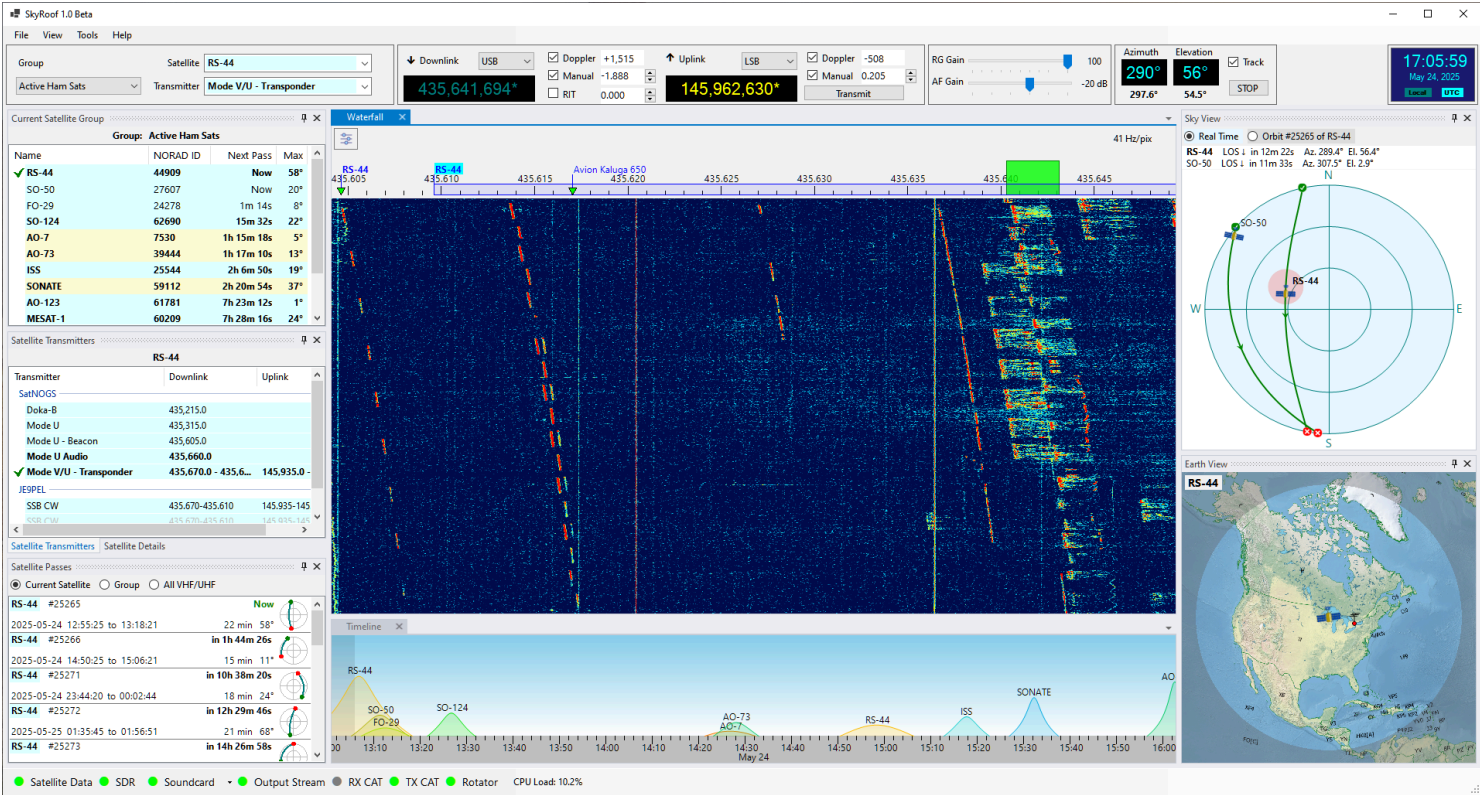 SkyRoof 1.0 Beta
File View Tools Help
Group
Active Ham Sats
Satellite RS-44
Transmitter Mode V/U - Transponder
Downlink USB
435,641,694*
Doppler +1,515
Manual -1.888
RIT 0.000
Uplink LSB
145,962,630*
Doppler -508
Manual 0.205
Transmit
RG Gain 100
AF Gain -20 dB
Azimuth Elevation
290° 56°
297.6° 54.5°
Track
STOP
17:05:59
May 24, 2025
Local UTC
Current Satellite Group
Group: Active Ham Sats
Name NORAD ID Next Pass Max
RS-44 44909 Now 58°
SO-50 27607 Now 20°
FO-29 24278 1m 14s 8°
SO-124 62690 15m 32s 22°
AO-7 7530 1h 15m 18s 5°
AO-73 39444 1h 17m 10s 13°
ISS 25544 2h 6m 50s 19°
SONATE 59112 2h 20m 54s 37°
AO-123 61781 7h 23m 12s 1°
MESAT-1 60209 7h 28m 16s 24°
Satellite Transmitters
RS-44
Transmitter Downlink Uplink
SatNOGS
Doka-B 435,215.0
Mode U 435,315.0
Mode U - Beacon 435,605.0
Mode U Audio 435,660.0
Mode V/U - Transponder 435,670.0 - 435,6... 145,935.0 -
JE9PEL
SSB CW 435.670-435.610 145.935-145
SSB CW 435.670-435.610 145.935-145
Satellite Transmitters Satellite Details
Satellite Passes
Current Satellite Group All VHF/UHF
RS-44 #25265 Now
2025-05-24 12:55:25 to 13:18:21 22 min 58°
RS-44 #25266 in 1h 44m 26s
2025-05-24 14:50:25 to 15:06:21 15 min 11°
RS-44 #25271 in 10h 38m 20s
2025-05-24 23:44:20 to 00:02:44 18 min 24°
RS-44 #25272 in 12h 29m 46s
2025-05-25 01:35:45 to 01:56:51 21 min 68°
RS-44 #25273 in 14h 26m 58s
Waterfall
41 Hz/pix
RS-44 RS-44 Avion Kaluga 650
435.605 435.610 435.615 435.620 435.625 435.630 435.635 435.640 435.645
Timeline
RS-44
SO-50
FO-29
SO-124
AO-73
AO-7
RS-44
ISS
SONATE
AO
00 13:10 13:20 13:30 13:40 13:50 14:00 14:10 14:20 14:30 14:40 14:50 15:00 15:10 15:20 15:30 15:40 15:50 16:00
May 24
Sky View
Real Time Orbit #25265 of RS-44
RS-44 LOS↓ in 12m 22s Az. 289.4° El. 56.4°
SO-50 LOS↓ in 11m 33s Az. 307.5° El. 2.9°
N
SO-50
RS-44
W E
S
Earth View
RS-44
Satellite Data SDR Soundcard Output Stream RX CAT TX CAT Rotator CPU Load: 10.2%